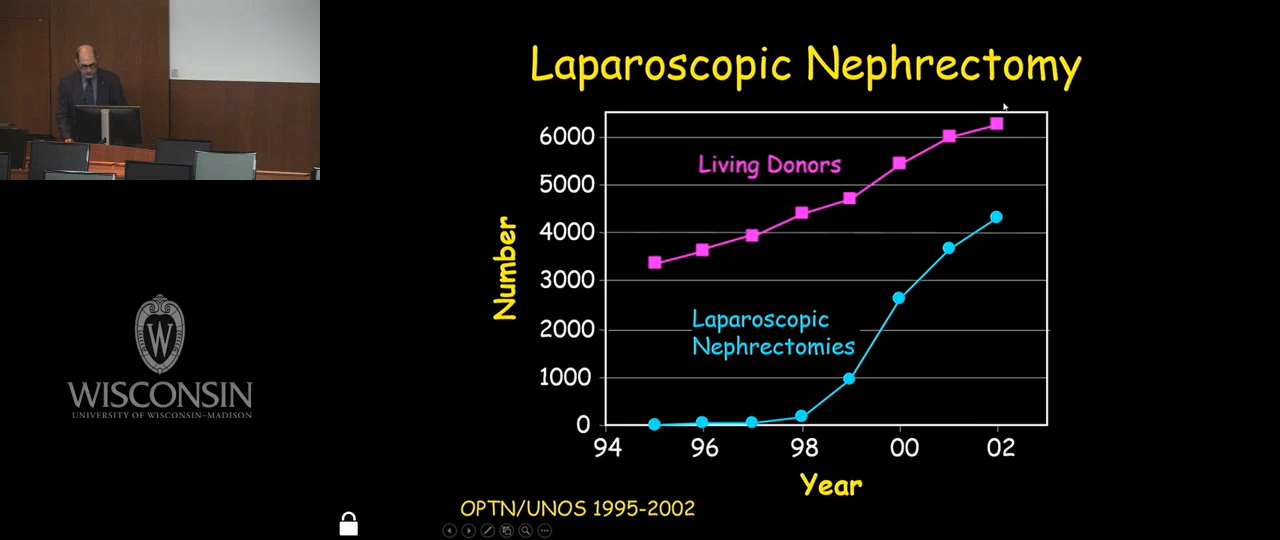 Laparoscopic Nephrectomy
6000
5000
4000
3000
2000
1000
0
Number
Living Donors
Laparoscopic
Nephrectomies
94 96 98 00 02
Year
OPTN/UNOS 1995-2002
W
WISCONSIN
UNIVERSITY OF WISCONSIN–MADISON